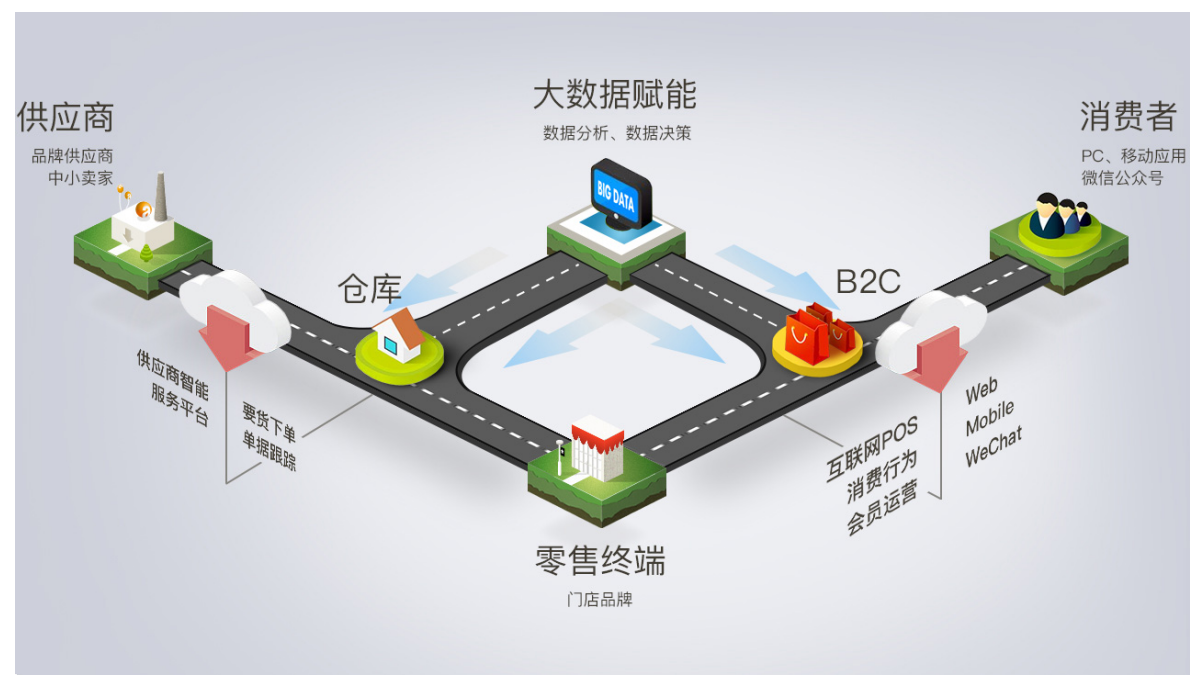 大数据赋能
数据分析、数据决策
供应商
品牌供应商
中小卖家
消费者
PC、移动应用
微信公众号
BIG DATA
a
仓库
B2C
供应商智能
服务平台
要货下单
单据跟踪
互联网POS
消费行为
会员运营
Web
Mobile
WeChat
零售终端
门店品牌